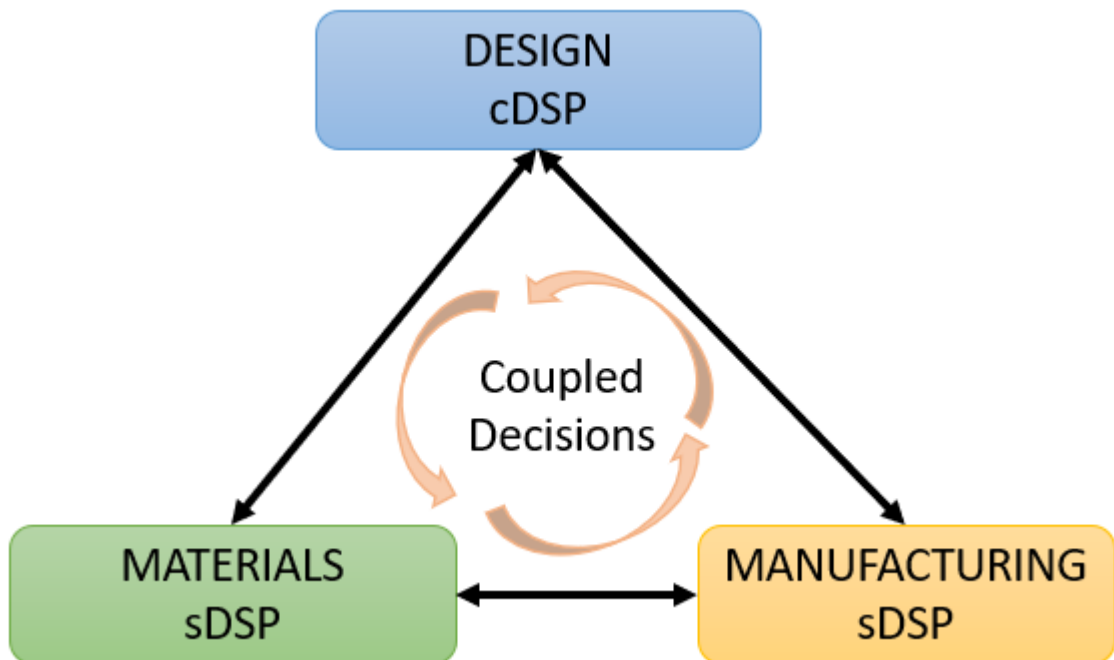 DESIGN
cDSP
Coupled
Decisions
MATERIALS
sDSP
MANUFACTURING
sDSP